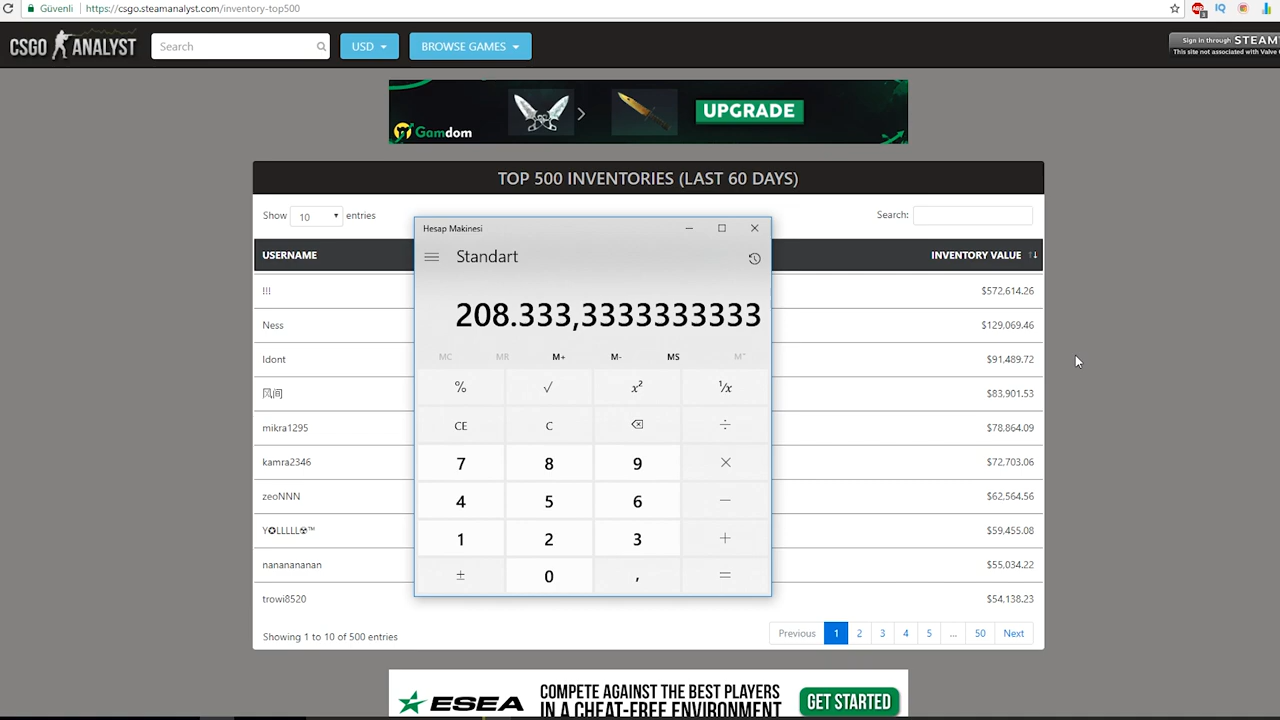 Güvenli
https://csgo.steamanalyst.com/inventory-top500
CSGO ANALYST
Search
USD
BROWSE GAMES
Sign in through STEAM
This site not associated with Valve
Gamdom
UPGRADE
TOP 500 INVENTORIES (LAST 60 DAYS)
Show 10 entries
Search:
USERNAME
INVENTORY VALUE
!!! $572,614.26
Ness $129,069.46
Idont $91,489.72
风间 $83,901.53
mikra1295 $78,864.09
kamra2346 $72,703.06
zeoNNN $62,564.56
Y✪LLLLL☢™ $59,455.08
nananananan $55,034.22
trowi8520 $54,138.23
Showing 1 to 10 of 500 entries
Previous 1 2 3 4 5 ... 50 Next
Hesap Makinesi
Standart
208.333,3333333333
MC MR M+ M- MS M˅
% √ x² ¹/x
CE C ÷
7 8 9 ×
4 5 6 −
1 2 3 +
± 0 , =
ESEA
COMPETE AGAINST THE BEST PLAYERS
IN A CHEAT-FREE ENVIRONMENT
GET STARTED